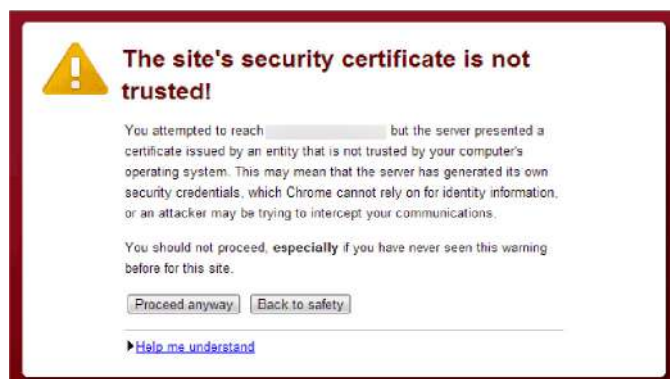 The site's security certificate is not
trusted!
You attempted to reach but the server presented a
certificate issued by an entity that is not trusted by your computer's
operating system. This may mean that the server has generated its own
security credentials, which Chrome cannot rely on for identity information,
or an attacker may be trying to intercept your communications.
You should not proceed, especially if you have never seen this warning
before for this site.
Proceed anyway Back to safety
Help me understand